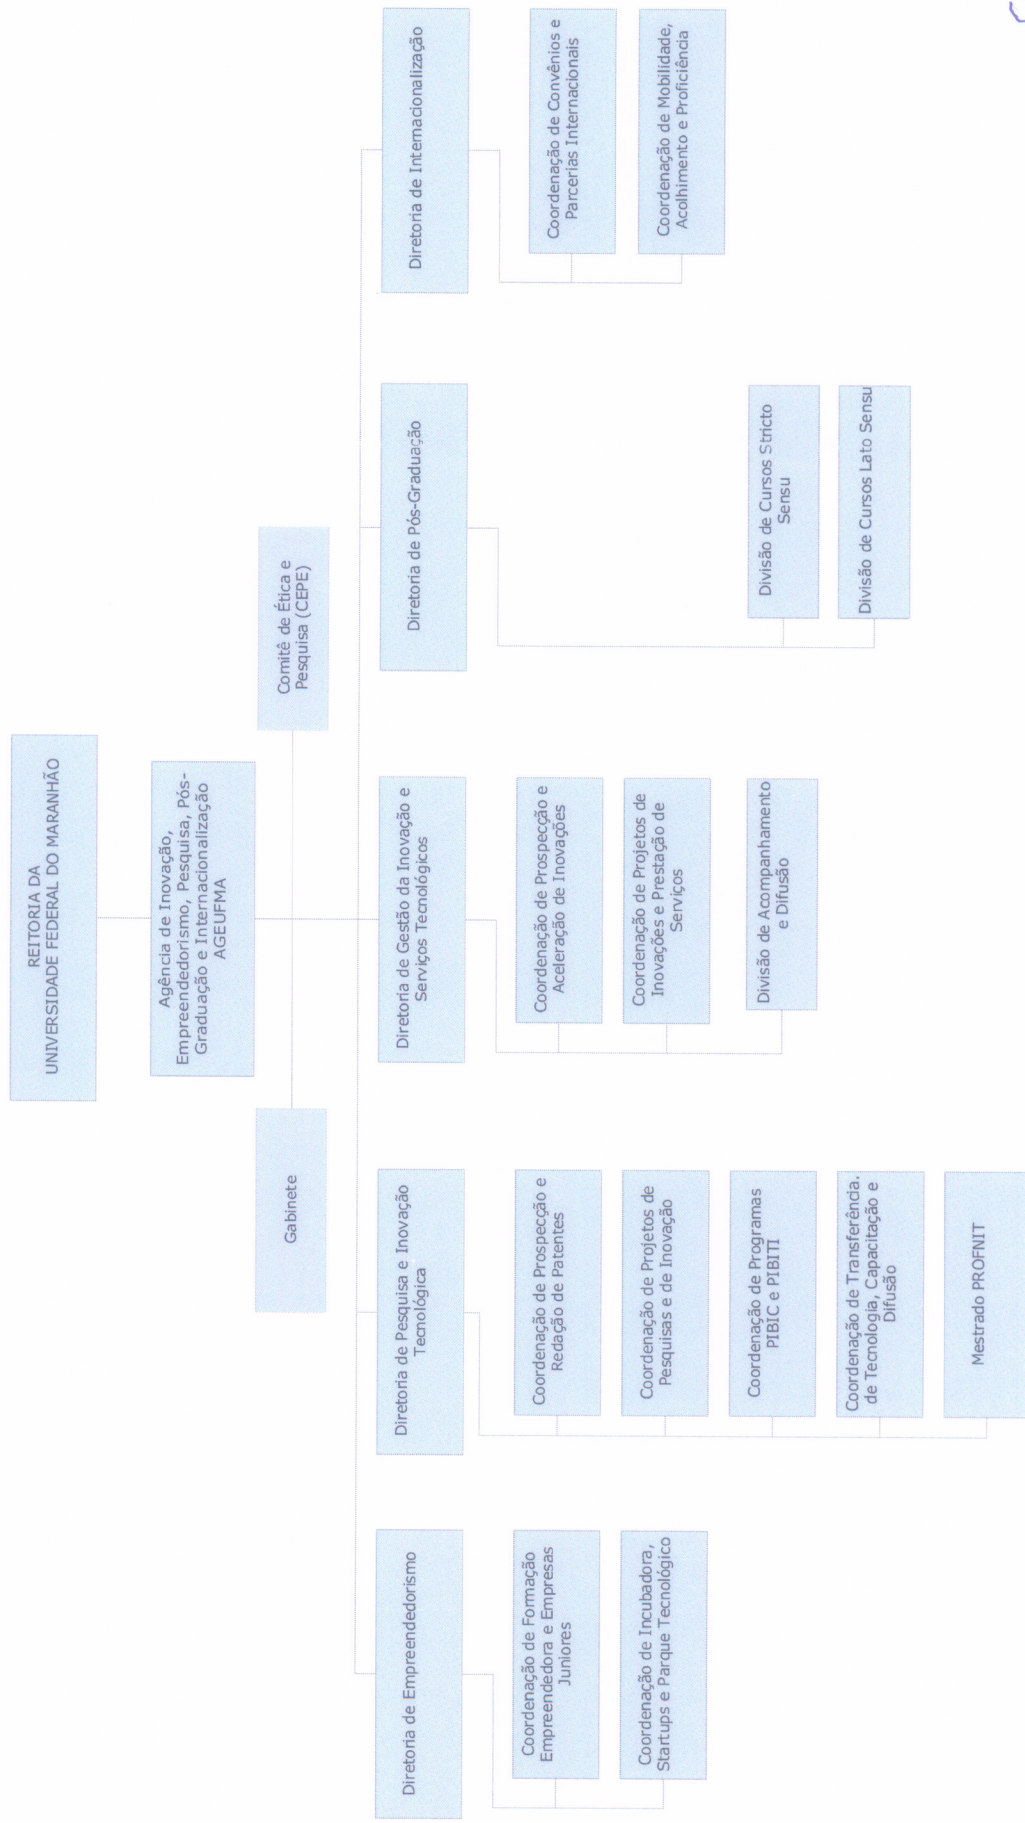 REITORIA DA
UNIVERSIDADE FEDERAL DO MARANHÃO
Agência de Inovação,
Empreendedorismo, Pesquisa, Pós-
Graduação e Internacionalização
AGEUFMA
Gabinete
Comitê de Ética e
Pesquisa (CEPE)
Diretoria de Empreendedorismo
Coordenação de Formação
Empreendedora e Empresas
Juniores
Coordenação de Incubadora,
Startups e Parque Tecnológico
Diretoria de Pesquisa e Inovação
Tecnológica
Coordenação de Prospecção e
Redação de Patentes
Coordenação de Projetos de
Pesquisas e de Inovação
Coordenação de Programas
PIBIC e PIBITI
Coordenação de Transferência.
de Tecnologia, Capacitação e
Difusão
Mestrado PROFNIT
Diretoria de Gestão da Inovação e
Serviços Tecnológicos
Coordenação de Prospecção e
Aceleração de Inovações
Coordenação de Projetos de
Inovações e Prestação de
Serviços
Divisão de Acompanhamento
e Difusão
Diretoria de Pós-Graduação
Divisão de Cursos Stricto
Sensu
Divisão de Cursos Lato Sensu
Diretoria de Internacionalização
Coordenação de Convênios e
Parcerias Internacionais
Coordenação de Mobilidade,
Acolhimento e Proficiência